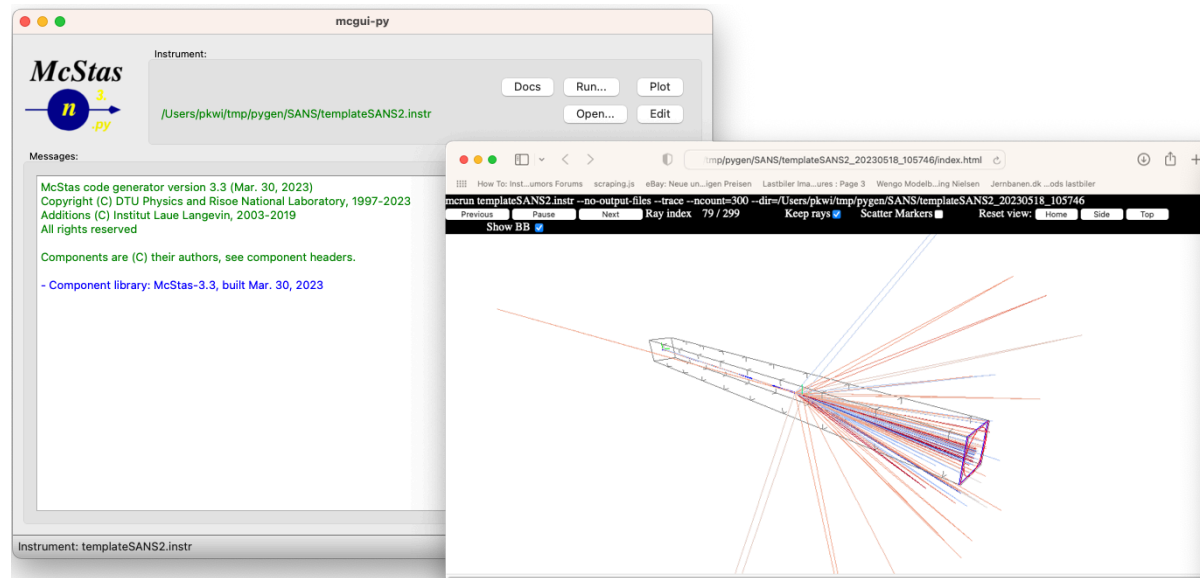 mcgui-py
McStas
n
3.
.py
Instrument:
Docs
Run...
Plot
/Users/pkwi/tmp/pygen/SANS/templateSANS2.instr
Open...
Edit
Messages:
McStas code generator version 3.3 (Mar. 30, 2023)
Copyright (C) DTU Physics and Risoe National Laboratory, 1997-2023
Additions (C) Institut Laue Langevin, 2003-2019
All rights reserved
Components are (C) their authors, see component headers.
- Component library: McStas-3.3, built Mar. 30, 2023
Instrument: templateSANS2.instr
tmp/pygen/SANS/templateSANS2_20230518_105746/index.html
How To: Inst...umors Forums scraping.js eBay: Neue un...igen Preisen Lastbiler Ima...ures : Page 3 Wengo Modelb...ing Nielsen Jernbanen.dk ...ods lastbiler
mcrun templateSANS2.instr --no-output-files --trace --ncount=300 --dir=/Users/pkwi/tmp/pygen/SANS/templateSANS2_20230518_105746
Previous Pause Next Ray index 79 / 299 Keep rays Scatter Markers Reset view: Home Side Top
Show BB